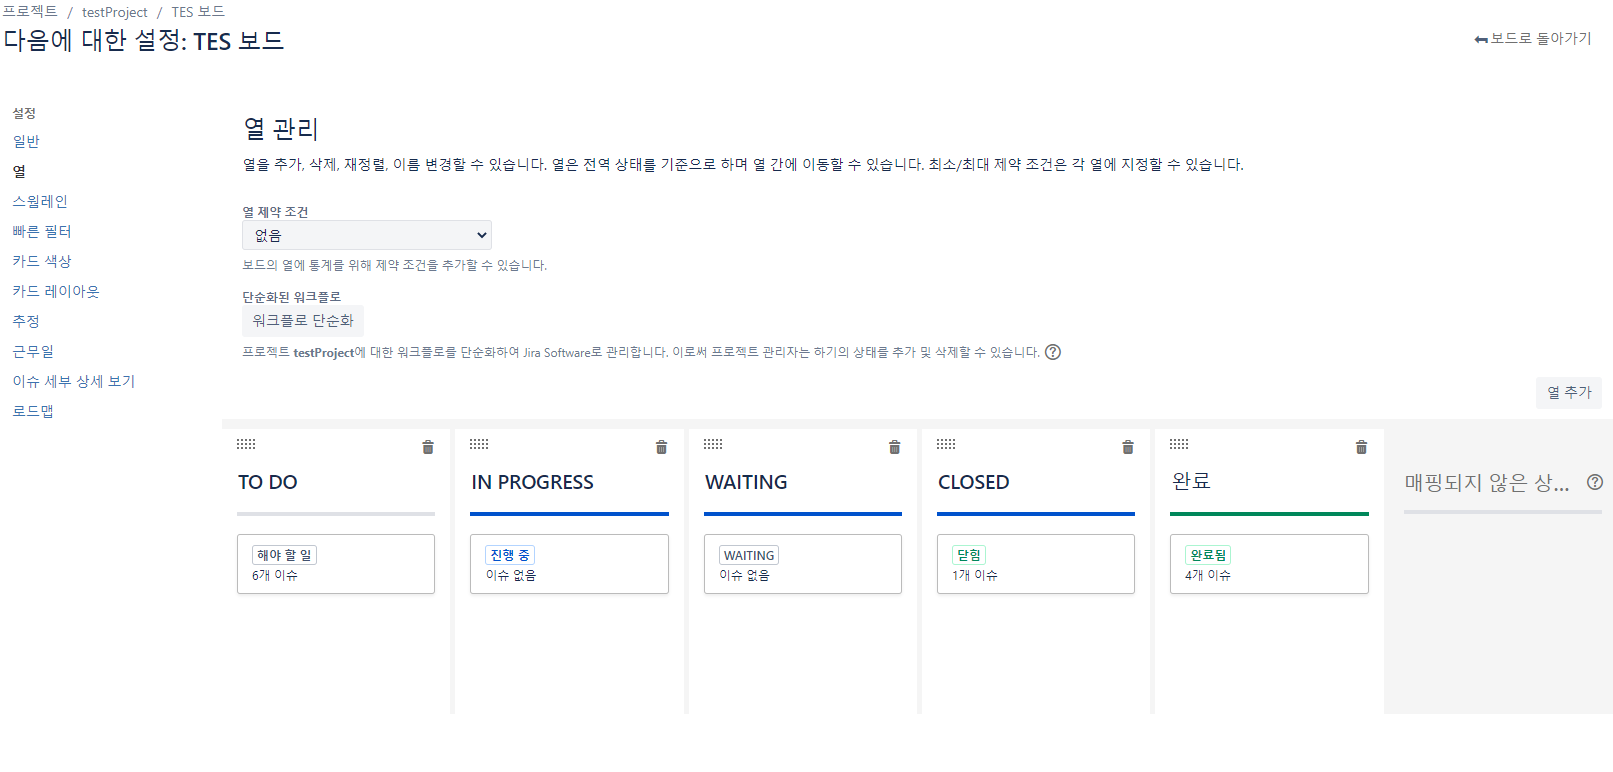 프로젝트 / testProject / TES 보드
다음에 대한 설정: TES 보드
보드로 돌아가기
설정
일반
열
스윔레인
빠른 필터
카드 색상
카드 레이아웃
추정
근무일
이슈 세부 상세 보기
로드맵
열 관리
열을 추가, 삭제, 재정렬, 이름 변경할 수 있습니다. 열은 전역 상태를 기준으로 하며 열 간에 이동할 수 있습니다. 최소/최대 제약 조건은 각 열에 지정할 수 있습니다.
열 제약 조건
없음
보드의 열에 통계를 위해 제약 조건을 추가할 수 있습니다.
단순화된 워크플로
워크플로 단순화
프로젝트 testProject에 대한 워크플로를 단순화하여 Jira Software로 관리합니다. 이로써 프로젝트 관리자는 하기의 상태를 추가 및 삭제할 수 있습니다.
열 추가
TO DO
해야 할 일
6개 이슈
IN PROGRESS
진행 중
이슈 없음
WAITING
WAITING
이슈 없음
CLOSED
닫힘
1개 이슈
완료
완료됨
4개 이슈
매핑되지 않은 상...